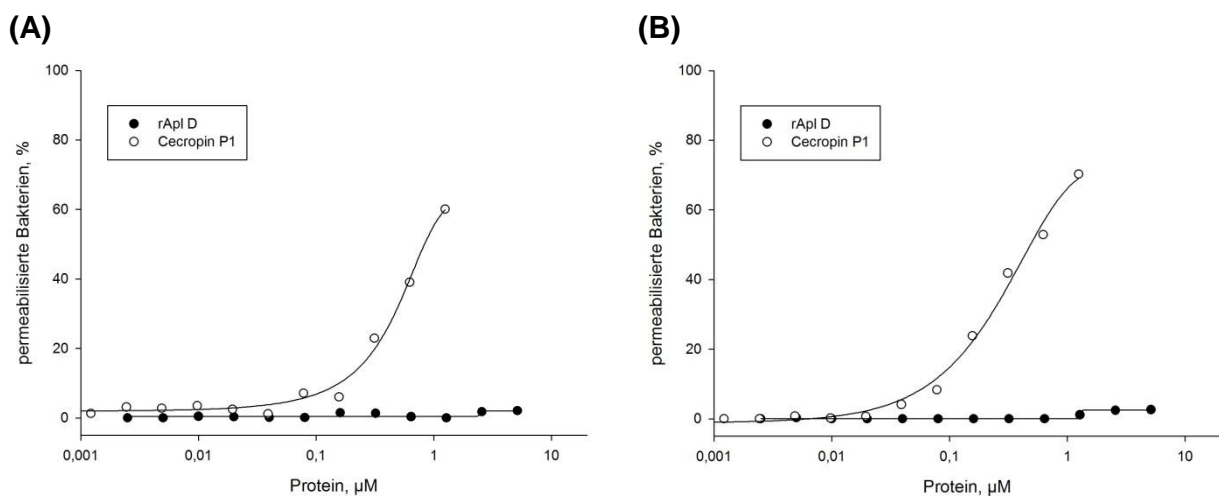 (A)
permeabilisierte Bakterien, %
100
80
60
40
20
0
rApl D
Cecropin P1
0,001
0,01
0,1
1
10
Protein, µM
(B)
permeabilisierte Bakterien, %
100
80
60
40
20
0
rApl D
Cecropin P1
0,001
0,01
0,1
1
10
Protein, µM